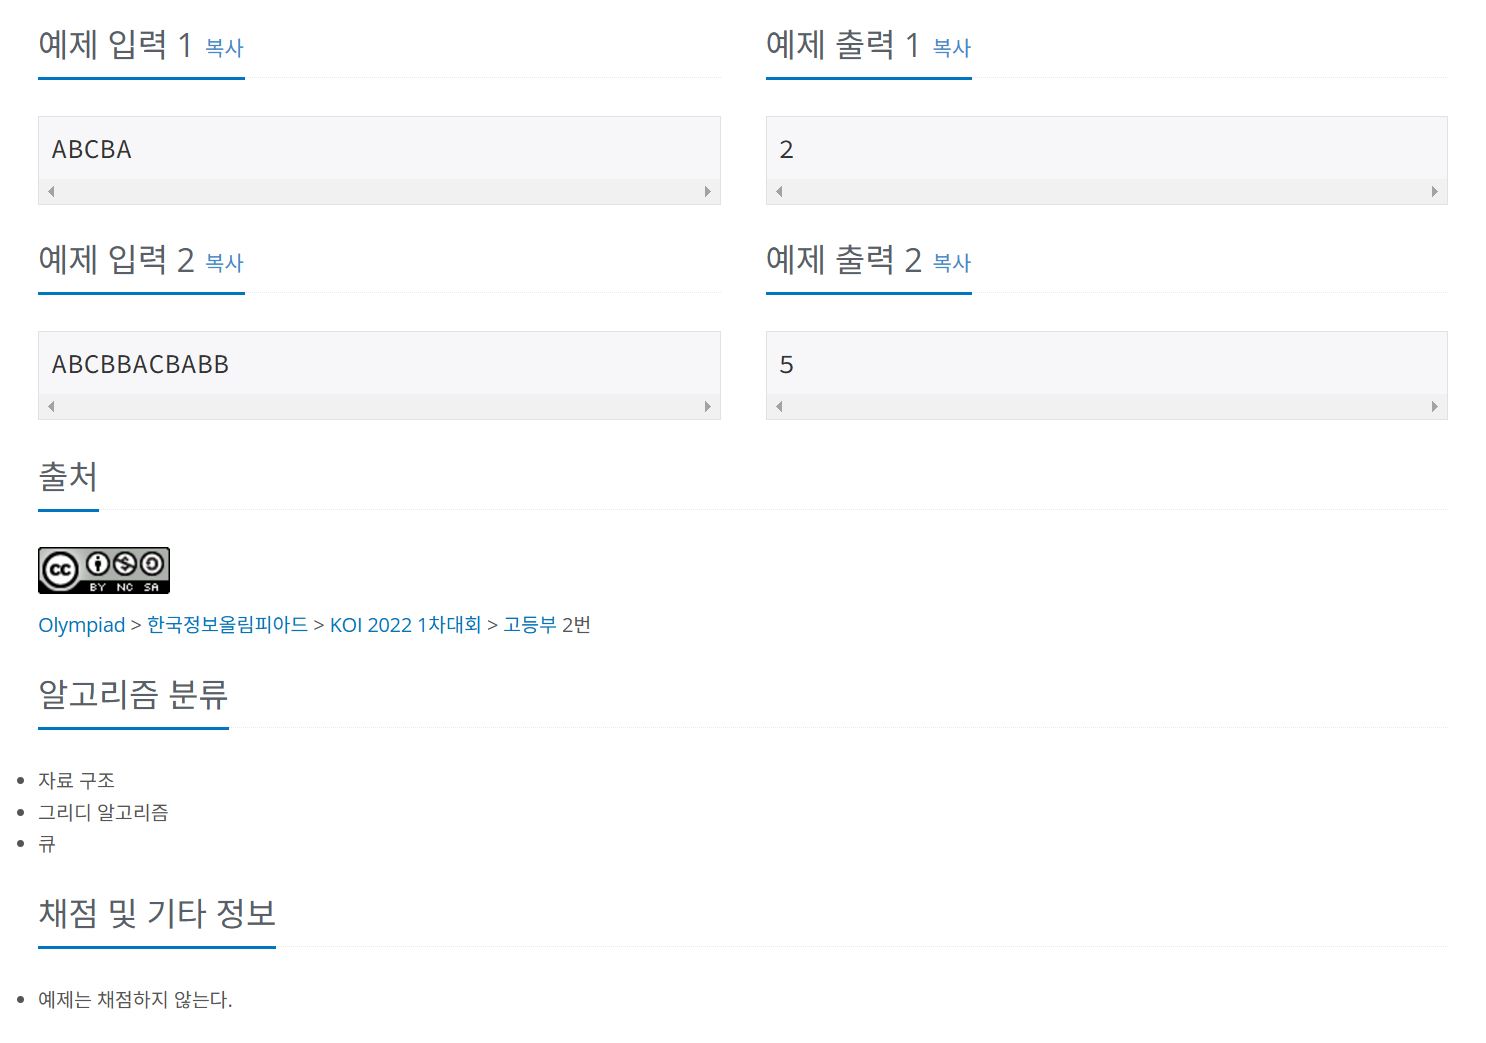 예제 입력 1 복사
예제 출력 1 복사
ABCBA
2
예제 입력 2 복사
예제 출력 2 복사
ABCBBACBABB
5
출처
cc BY NC SA
Olympiad > 한국정보올림피아드 > KOI 2022 1차대회 > 고등부 2번
알고리즘 분류
자료 구조
그리디 알고리즘
큐
채점 및 기타 정보
예제는 채점하지 않는다.